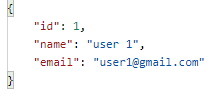 {
"id": 1,
"name": "user 1",
"email": "user1@gmail.com"
}